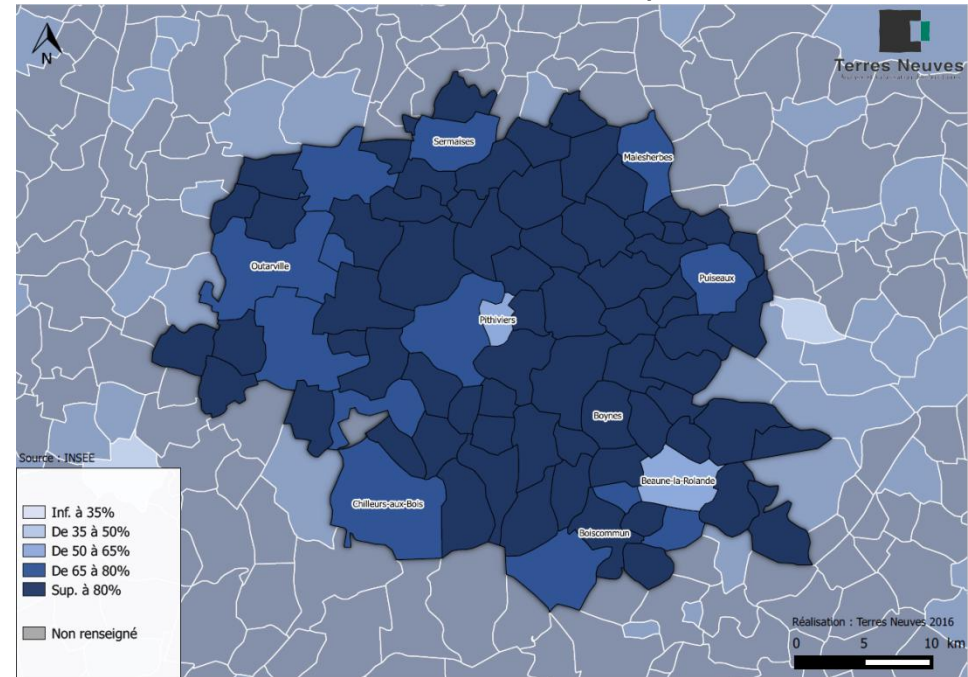 N
Terres Neuves
Sermaises
Malesherbes
Outarville
Puiseaux
Pithiviers
Boynes
Source : INSEE
Beaune-la-Rolande
Inf. à 35%
De 35 à 50%
De 50 à 65%
De 65 à 80%
Sup. à 80%
Non renseigné
Chilleurs-aux-Bois
Boiscommun
Réalisation : Terres Neuves 2016
0 5 10 km